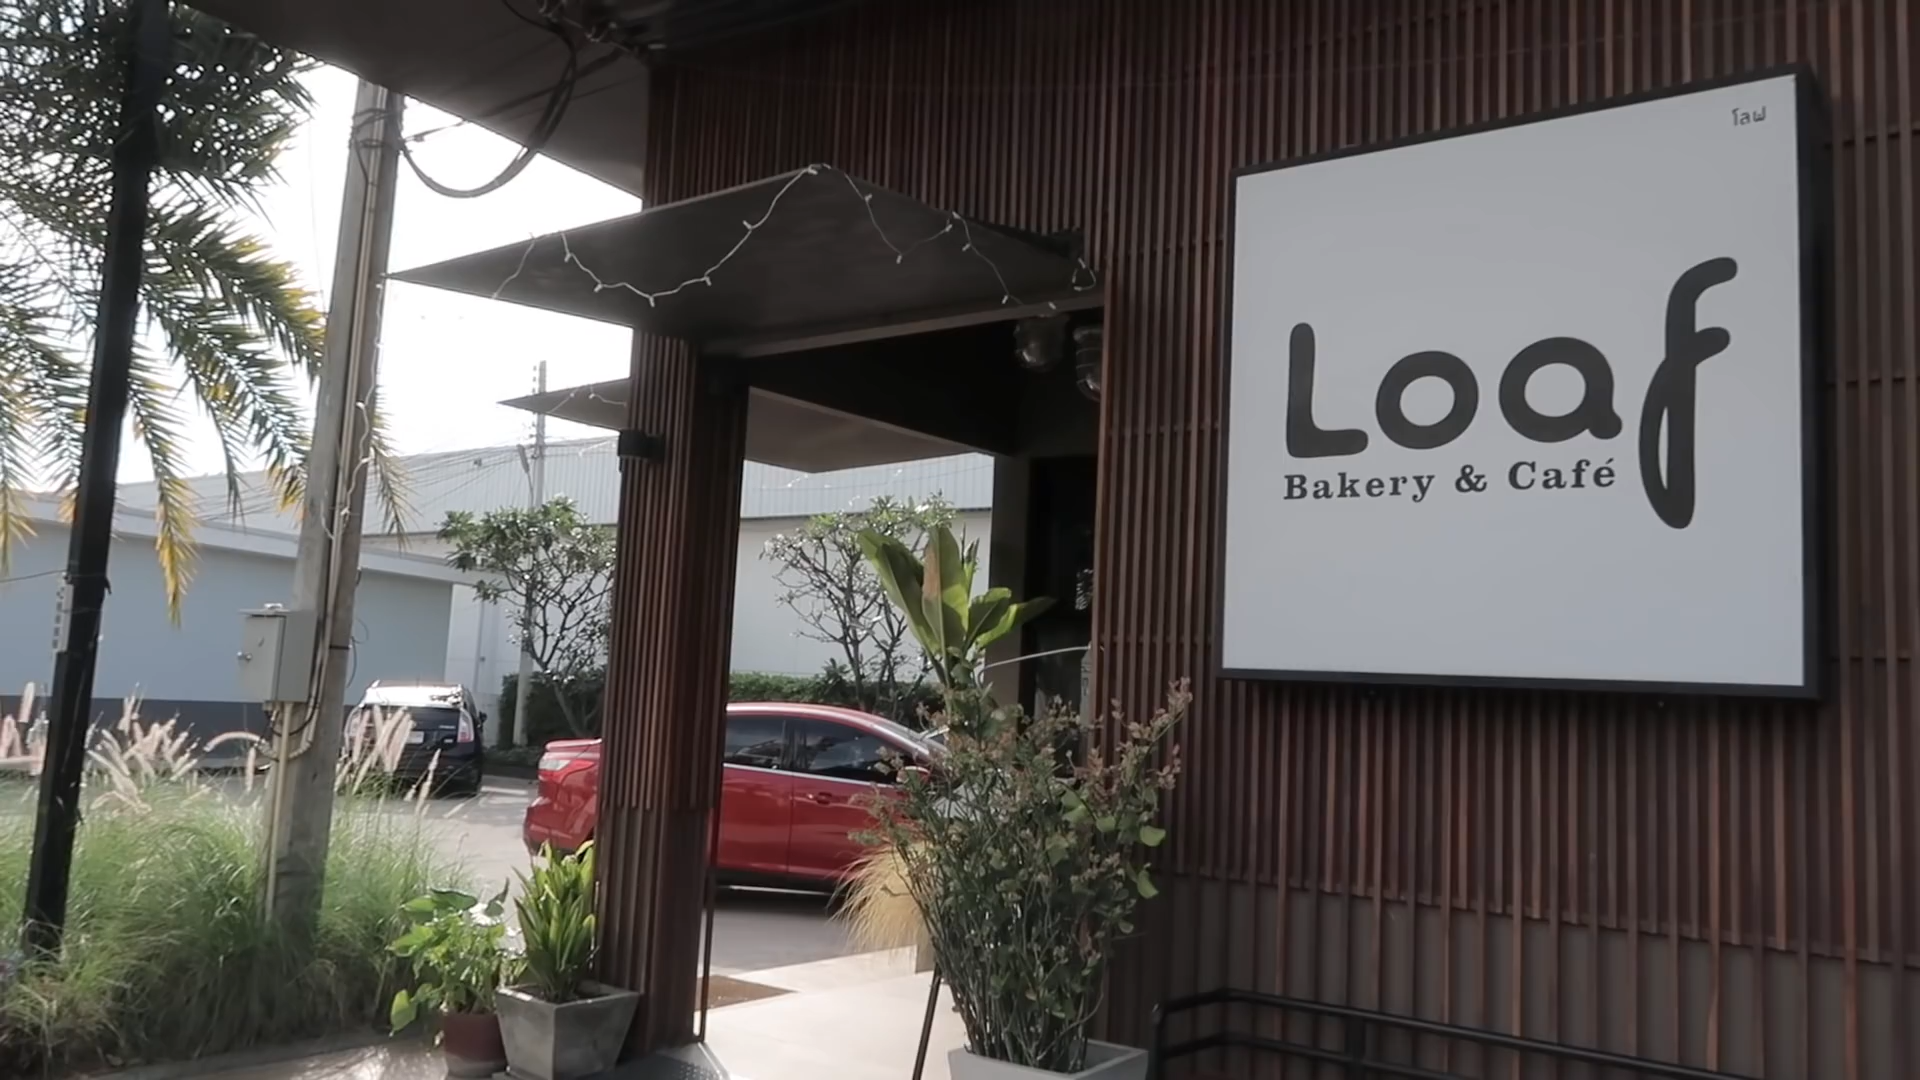 โลฟ
Loaf
Bakery & Café